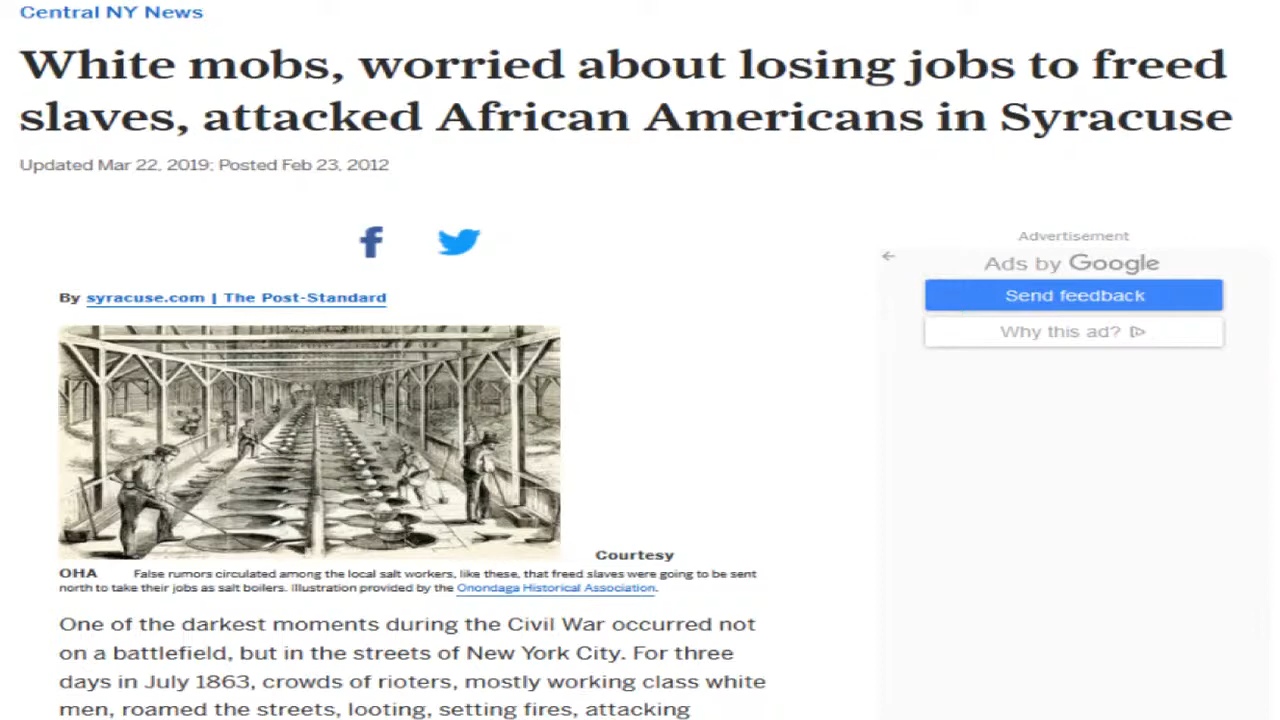 Central NY News
White mobs, worried about losing jobs to freed
slaves, attacked African Americans in Syracuse
Updated Mar 22, 2019; Posted Feb 23, 2012
Advertisement
Ads by Google
Send feedback
Why this ad?
By syracuse.com | The Post-Standard
Courtesy
OHA False rumors circulated among the local salt workers, like these, that freed slaves were going to be sent
north to take their jobs as salt boilers. Illustration provided by the Onondaga Historical Association.
One of the darkest moments during the Civil War occurred not
on a battlefield, but in the streets of New York City. For three
days in July 1863, crowds of rioters, mostly working class white
men, roamed the streets, looting, setting fires, attacking